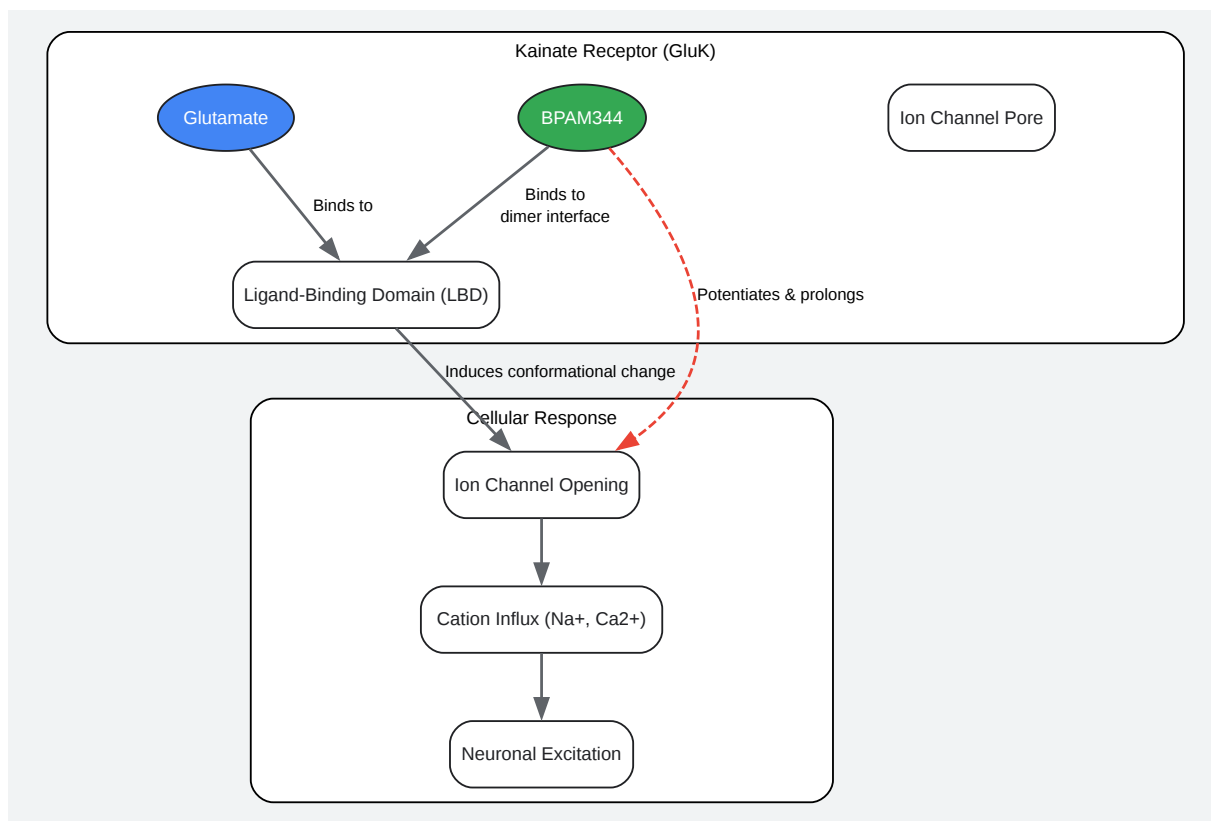 Kainate Receptor (GluK)
Glutamate
BPAM344
Ion Channel Pore
Binds to
Binds to
dimer interface
Ligand-Binding Domain (LBD)
Potentiates & prolongs
Induces conformational change
Cellular Response
Ion Channel Opening
Cation Influx (Na+, Ca2+)
Neuronal Excitation